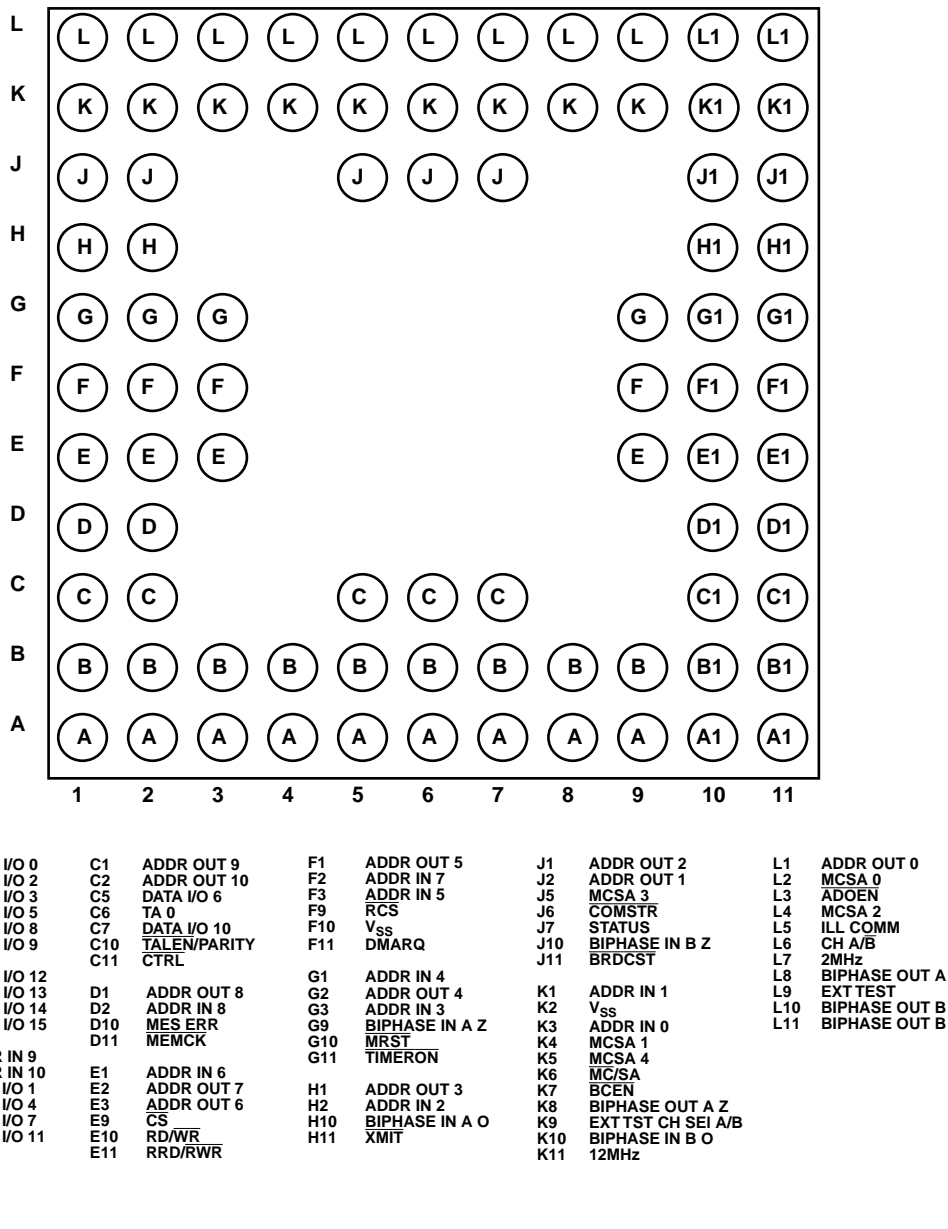 L L L L L L L L L L L1 L1
K K K K K K K K K K K1 K1
J J J J J J J1 J1
H H H H1 H1
G G G G G G1 G1
F F F F F F1 F1
E E E E E E1 E1
D D D D1 D1
C C C C C C C1 C1
B B B B B B B B B B B1 B1
A A A A A A A A A A A1 A1
1 2 3 4 5 6 7 8 9 10 11
I/O 0
I/O 2
I/O 3
I/O 5
I/O 8
I/O 9
I/O 12
I/O 13
I/O 14
I/O 15
R IN 9
R IN 10
I/O 1
I/O 4
I/O 7
I/O 11
C1 ADDR OUT 9
C2 ADDR OUT 10
C5 DATA I/O 6
C6 TA 0
C7 DATA I/O 10
C10 TALEN/PARITY
C11 CTRL
D1 ADDR OUT 8
D2 ADDR IN 8
D10 MES ERR
D11 MEMCK
E1 ADDR IN 6
E2 ADDR OUT 7
E3 ADDR OUT 6
E9 CS
E10 RD/WR
E11 RRD/RWR
F1 ADDR OUT 5
F2 ADDR IN 7
F3 ADDR IN 5
F9 RCS
F10 VSS
F11 DMARQ
G1 ADDR IN 4
G2 ADDR OUT 4
G3 ADDR IN 3
G9 BIPHASE IN A Z
G10 MRST
G11 TIMERON
H1 ADDR OUT 3
H2 ADDR IN 2
H10 BIPHASE IN A O
H11 XMIT
J1 ADDR OUT 2
J2 ADDR OUT 1
J5 MCSA 3
J6 COMSTR
J7 STATUS
J10 BIPHASE IN B Z
J11 BRDCST
K1 ADDR IN 1
K2 VSS
K3 ADDR IN 0
K4 MCSA 1
K5 MCSA 4
K6 MC/SA
K7 BCEN
K8 BIPHASE OUT A Z
K9 EXT TST CH SEI A/B
K10 BIPHASE IN B O
K11 12MHz
L1 ADDR OUT 0
L2 MCSA 0
L3 ADOEN
L4 MCSA 2
L5 ILL COMM
L6 CH A/B
L7 2MHz
L8 BIPHASE OUT A
L9 EXT TEST
L10 BIPHASE OUT B
L11 BIPHASE OUT B